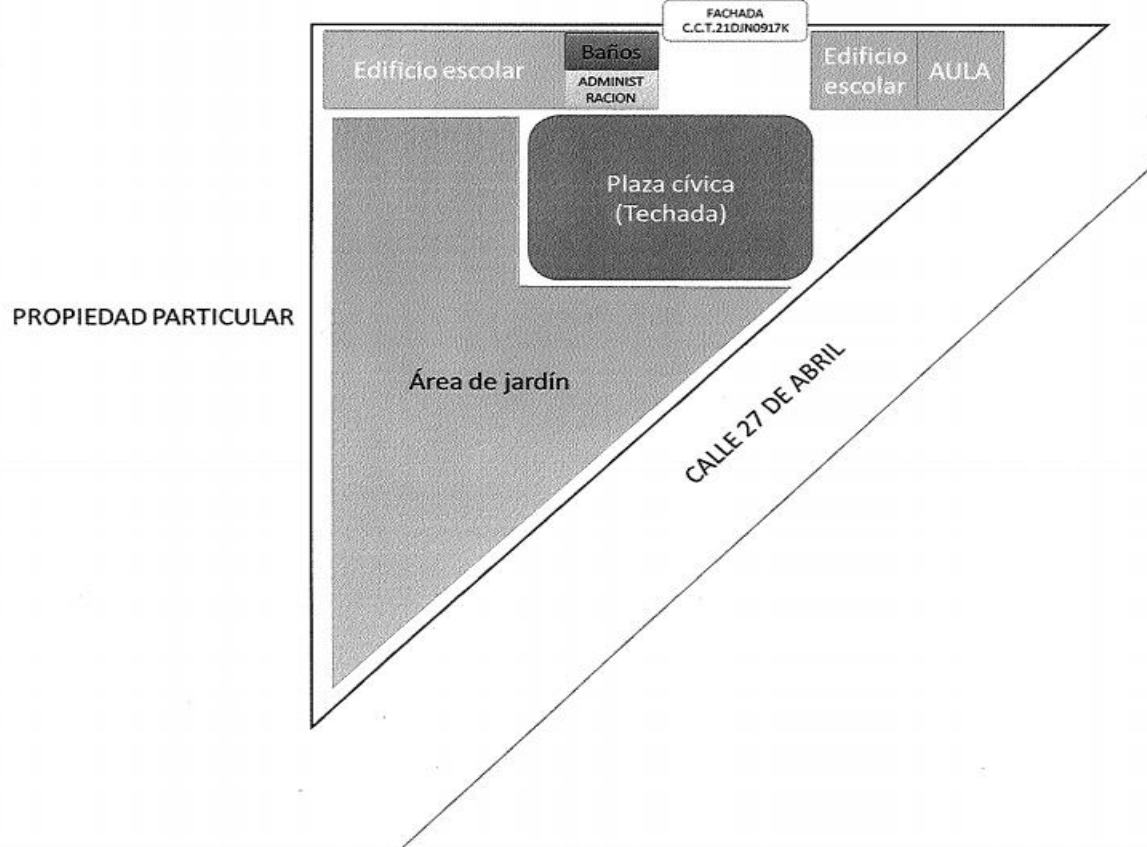 FACHADA
C.C.T.21DJN0917K
Edificio escolar
Baños
ADMINIST
RACION
Edificio
escolar
AULA
Plaza cívica
(Techada)
PROPIEDAD PARTICULAR
Área de jardín
CALLE 27 DE ABRIL